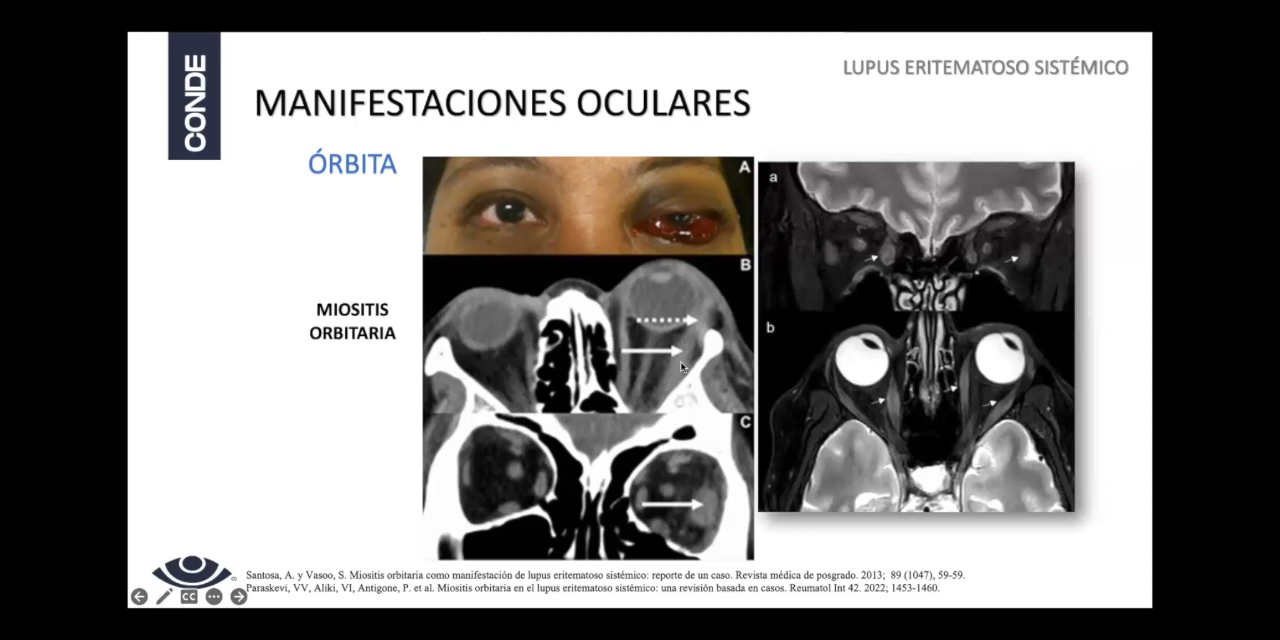 CONDE
LUPUS ERITEMATOSO SISTÉMICO
MANIFESTACIONES OCULARES
ÓRBITA
MIOSITIS
ORBITARIA
A
B
C
a
b
Santosa, A. y Vasoo, S. Miositis orbitaria como manifestación de lupus eritematoso sistémico: reporte de un caso. Revista médica de posgrado. 2013; 89 (1047), 59-59.
Paraskevi, VV, Aliki, VI, Antigone, P. et al. Miositis orbitaria en el lupus eritematoso sistémico: una revisión basada en casos. Reumatol Int 42. 2022; 1453-1460.
CC